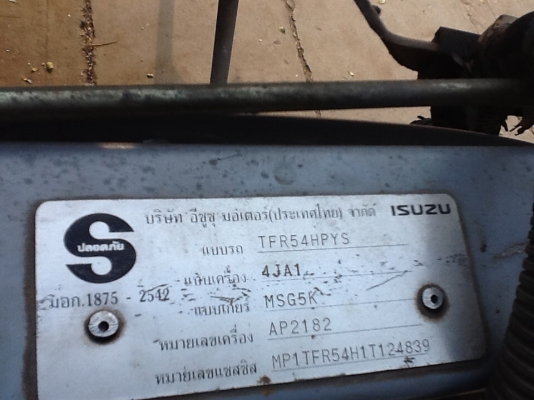 บริษัท อีซูซุ มอเตอร์(ประเทศไทย) จำกัด ISUZU
S ปลอดภัย
แบบรถ TFR54HPYS
แบบเครื่อง 4JA1
มอก.1875 - 2542
แบบเกียร์ MSG5K
หมายเลขเครื่อง AP2182
หมายเลขแชสซิส MP1TFR54H1T124839